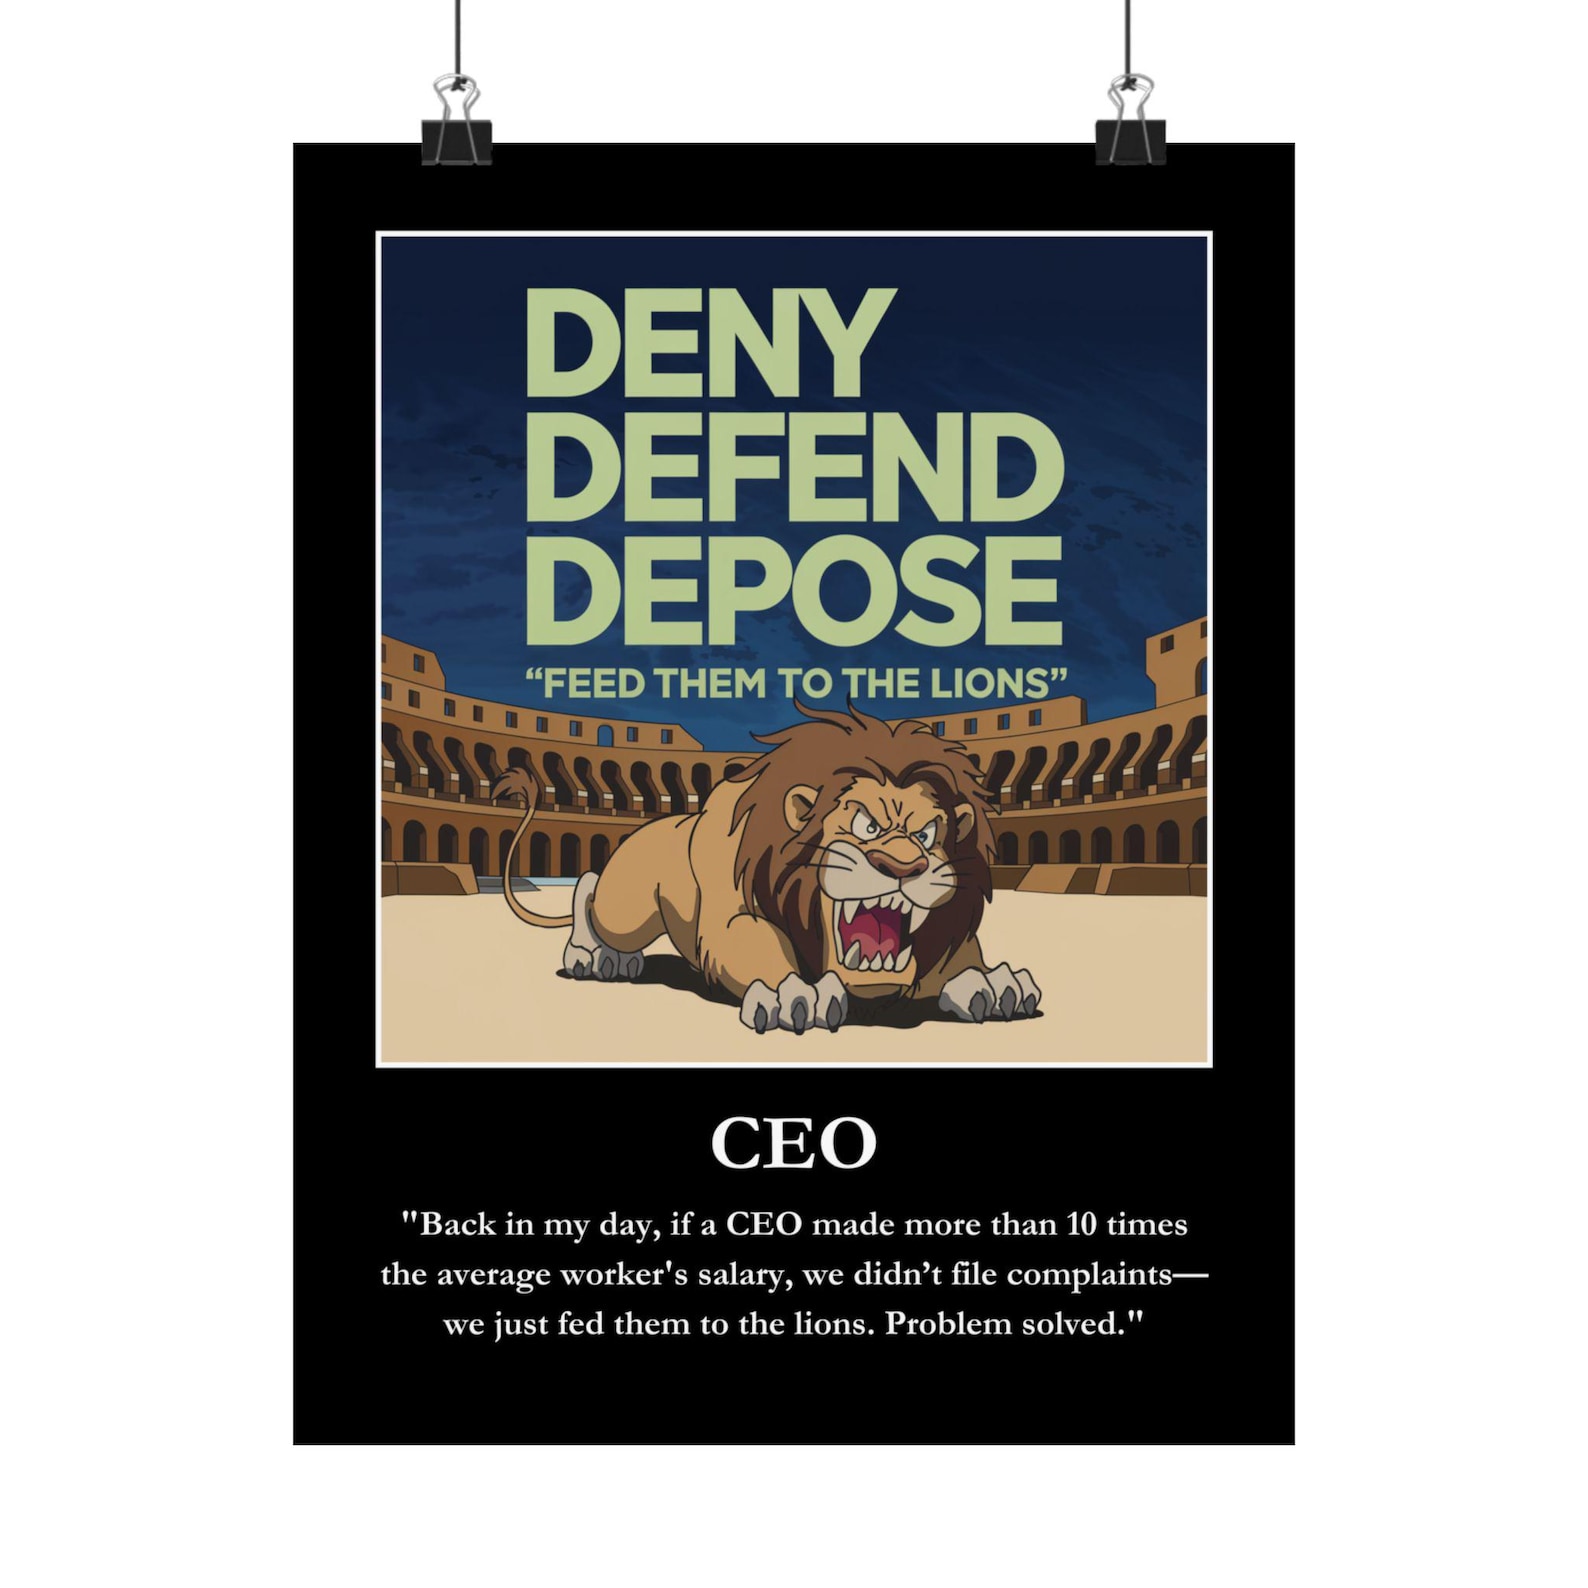 DENY
DEFEND
DEPOSE
“FEED THEM TO THE LIONS”
CEO
"Back in my day, if a CEO made more than 10 times
the average worker's salary, we didn’t file complaints—
we just fed them to the lions. Problem solved."